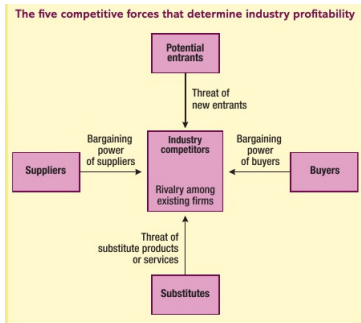 The five competitive forces that determine industry profitability
Potential
entrants
Threat of
new entrants
Bargaining
power
of suppliers
Industry
competitors
Bargaining
power
of buyers
Suppliers
Buyers
Rivalry among
existing firms
Threat of
substitute products
or services
Substitutes